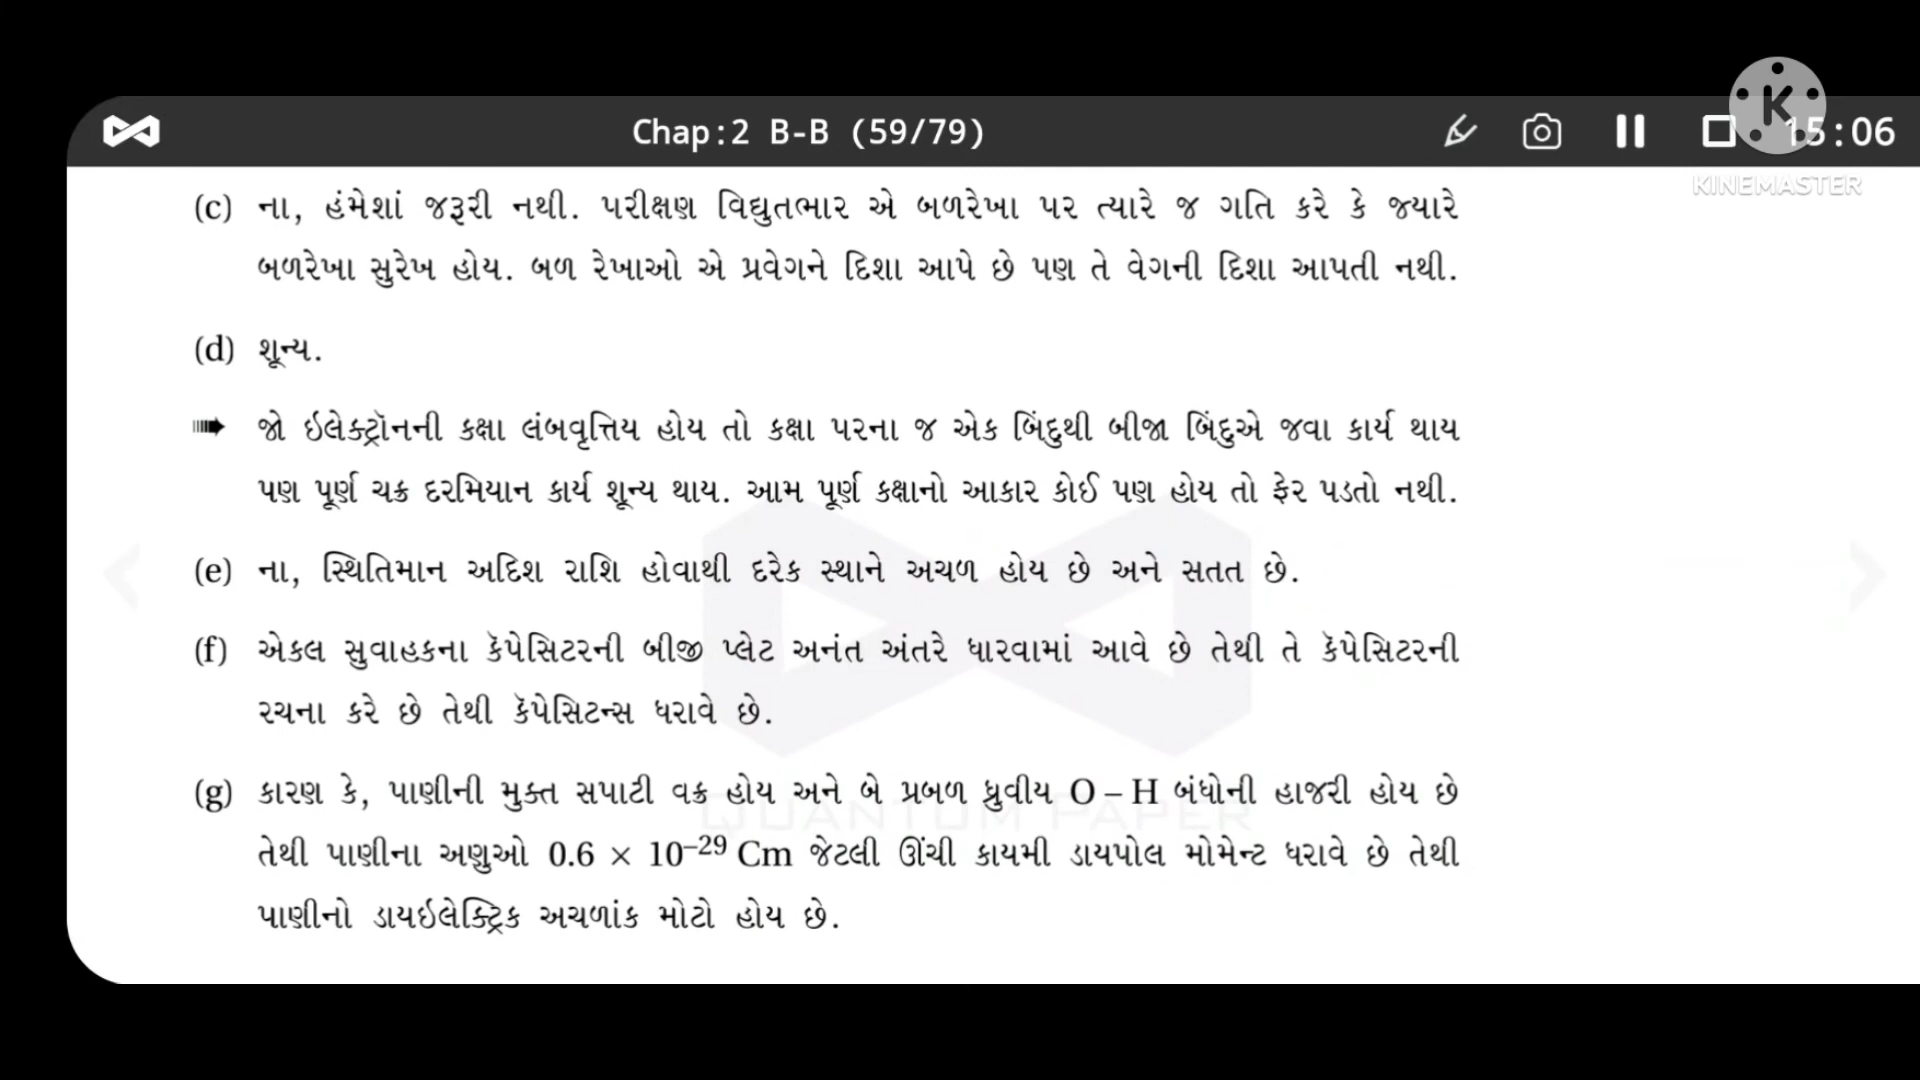 Chap:2 B-B (59/79)
15:06
KINEMASTER
(c) ના, હંમેશાં જરૂરી નથી. પરીક્ષણ વિદ્યુતભાર એ બળરેખા પર ત્યારે જ ગતિ કરે કે જ્યારે
બળરેખા સુરેખ હોય. બળ રેખાઓ એ પ્રવેગને દિશા આપે છે પણ તે વેગની દિશા આપતી નથી.
(d) શૂન્ય.
જો ઇલેક્ટ્રૉનની કક્ષા લંબવૃત્તિય હોય તો કક્ષા પરના જ એક બિંદુથી બીજા બિંદુએ જવા કાર્ય થાય
પણ પૂર્ણ ચક્ર દરમિયાન કાર્ય શૂન્ય થાય. આમ પૂર્ણ કક્ષાનો આકાર કોઈ પણ હોય તો ફેર પડતો નથી.
(e) ના, સ્થિતિમાન અદિશ રાશિ હોવાથી દરેક સ્થાને અચળ હોય છે અને સતત છે.
(f) એકલ સુવાહકના કૅપેસિટરની બીજી પ્લેટ અનંત અંતરે ધારવામાં આવે છે તેથી તે કૅપેસિટરની
રચના કરે છે તેથી કૅપેસિટન્સ ધરાવે છે.
(g) કારણ કે, પાણીની મુક્ત સપાટી વક્ર હોય અને બે પ્રબળ ધ્રુવીય O – H બંધોની હાજરી હોય છે
QUANTUM PAPER
તેથી પાણીના અણુઓ 0.6 × 10⁻²⁹ Cm જેટલી ઊંચી કાયમી ડાયપોલ મોમેન્ટ ધરાવે છે તેથી
પાણીનો ડાયઇલેક્ટ્રિક અચળાંક મોટો હોય છે.